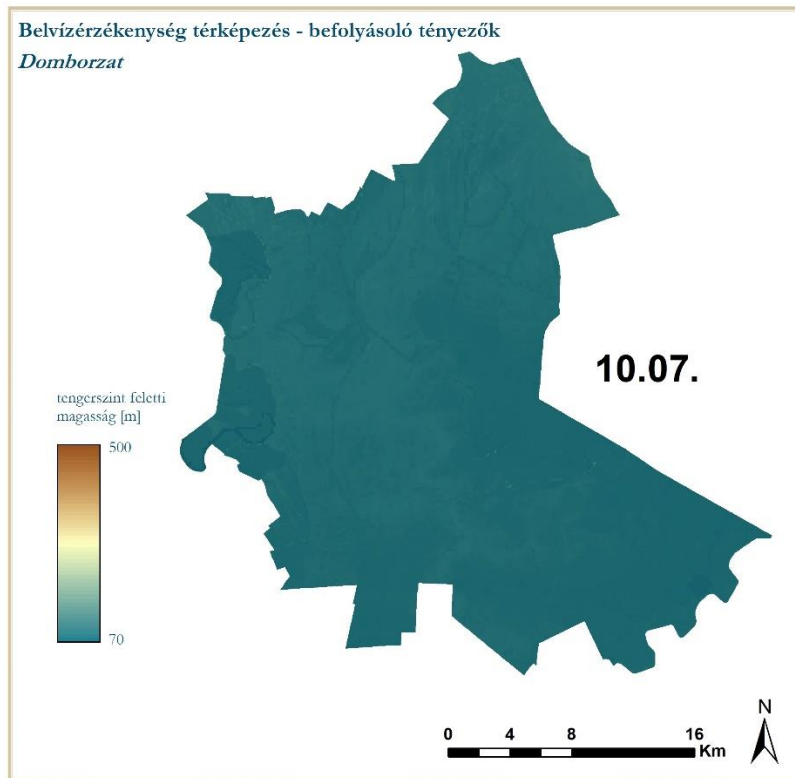 Belvízérzékenység térképezés - befolyásoló tényezők
Domborzat
10.07.
tengerszint feletti
magasság [m]
500
70
N
0 4 8 16
Km